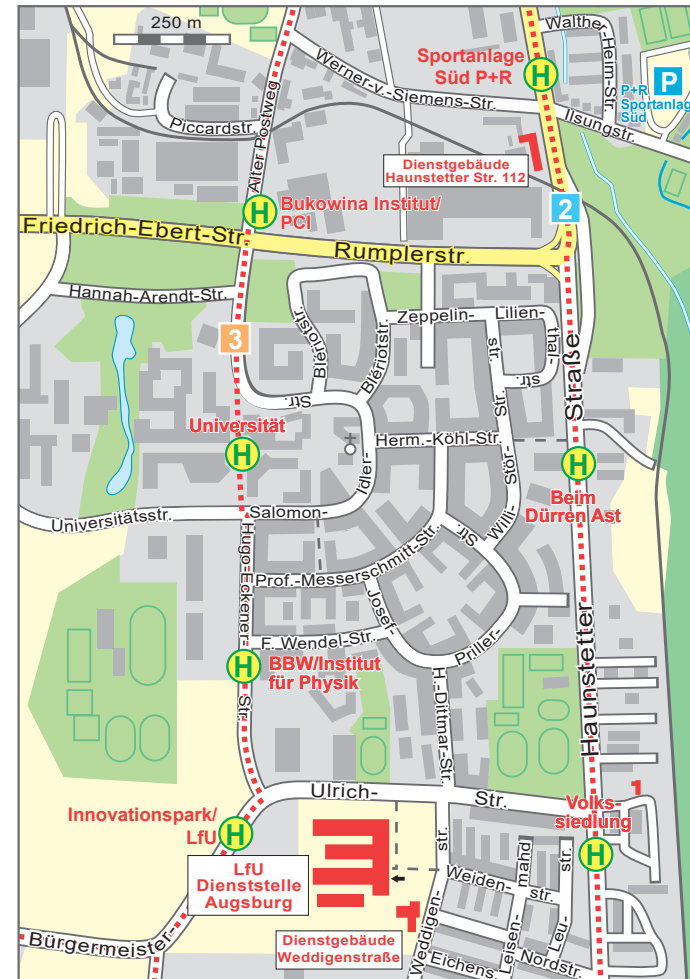 250 m
Sportanlage
Süd P+R
H
Walther-
Herm-Str.
P
P+R
Sportanlag
Süd
Werner-v.-Siemens-Str.
Ilsungstr.
Piccardstr.
Alter Postweg
Dienstgebäude
Haunstetter Str. 112
H
Bukowina Institut/
PCI
2
Friedrich-Ebert-Str.
Rumplerstr.
Hannah-Arendt-Str.
Blériotstr.
Blériotstr.
Zeppelin-
str.
Lilien-
thal-
str.
3
Str.
Straße
Universität
H
Herm.-Köhl-Str.
Str.
Stör-
Willi-
H
Beim
Dürren Ast
Idler-
Salomon-
Universitätsstr.
Hugo-Eckener-
Str.
Prof.-Messerschmitt-Str.
Str.
Josef-
Priller-
F. Wendel-Str.
H
BBW/Institut
für Physik
H.-Dittmar-Str.
Haunstetter
Ulrich-
Str.
Innovationspark/
LfU
H
Volks-
siedlung
H
LfU
Dienststelle
Augsburg
str.
Weddigen-
Weiden-
str.
mahd
Leisen-
str.
Leu-
Dienstgebäude
Weddigenstraße
Bürgermeister-
Eichens.
Nordstr.